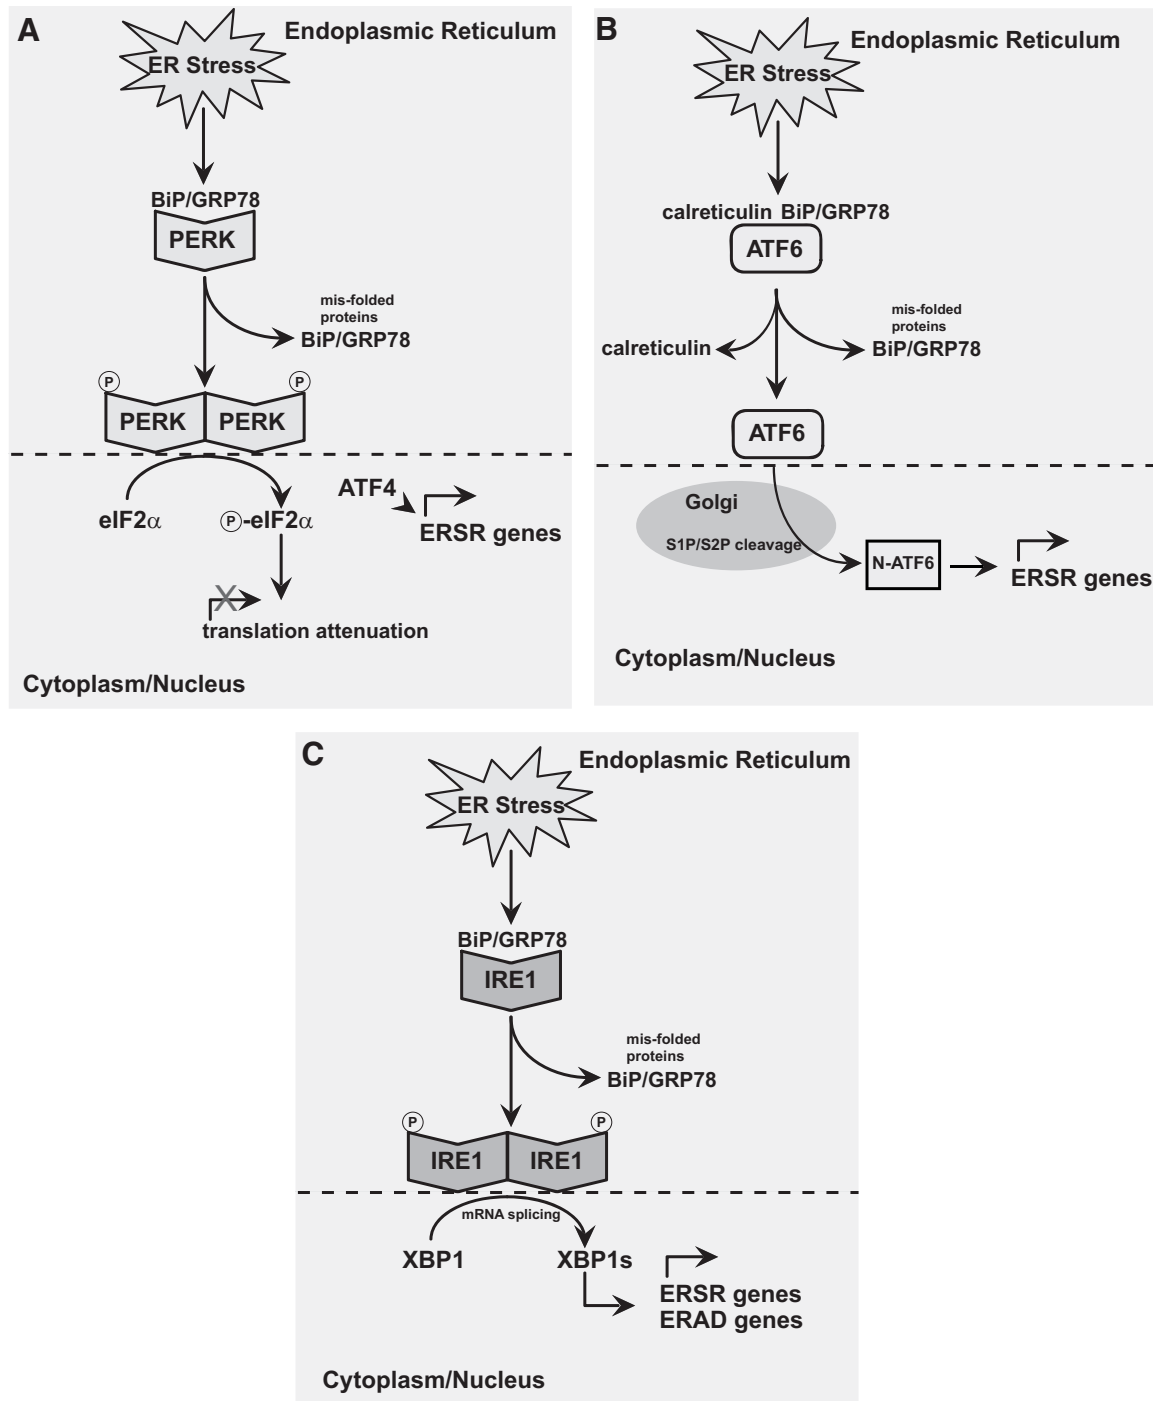 A
Endoplasmic Reticulum
ER Stress
BiP/GRP78
PERK
mis-folded
proteins
BiP/GRP78
P
P
PERK
PERK
eIF2α
P-eIF2α
ATF4
ERSR genes
X
translation attenuation
Cytoplasm/Nucleus
B
Endoplasmic Reticulum
ER Stress
calreticulin BiP/GRP78
ATF6
mis-folded
proteins
calreticulin
BiP/GRP78
ATF6
Golgi
S1P/S2P cleavage
N-ATF6
ERSR genes
Cytoplasm/Nucleus
C
Endoplasmic Reticulum
ER Stress
BiP/GRP78
IRE1
mis-folded
proteins
BiP/GRP78
P
P
IRE1
IRE1
mRNA splicing
XBP1
XBP1s
ERSR genes
ERAD genes
Cytoplasm/Nucleus